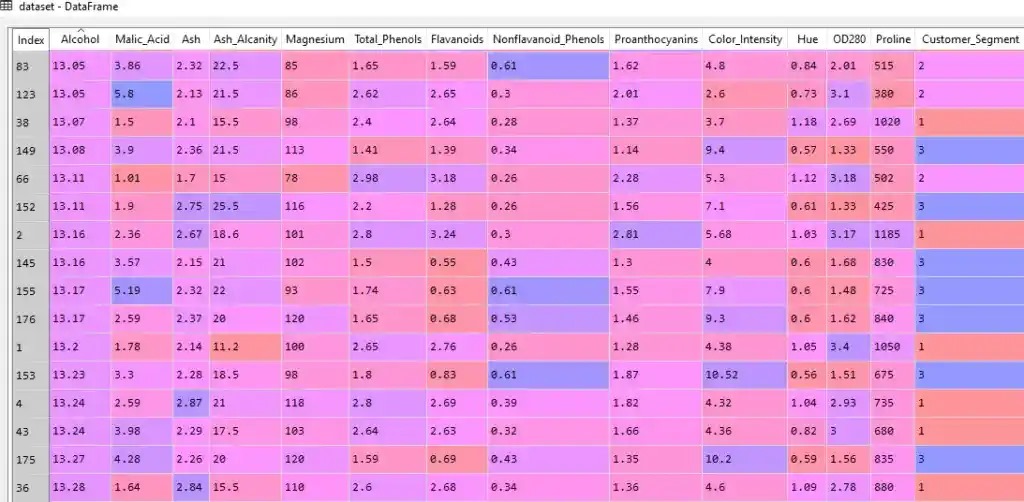 dataset - DataFrame
Index Alcohol Malic_Acid Ash Ash_Alcanity Magnesium Total_Phenols Flavanoids Nonflavanoid_Phenols Proanthocyanins Color_Intensity Hue OD280 Proline Customer_Segment
83 13.05 3.86 2.32 22.5 85 1.65 1.59 0.61 1.62 4.8 0.84 2.01 515 2
123 13.05 5.8 2.13 21.5 86 2.62 2.65 0.3 2.01 2.6 0.73 3.1 380 2
38 13.07 1.5 2.1 15.5 98 2.4 2.64 0.28 1.37 3.7 1.18 2.69 1020 1
149 13.08 3.9 2.36 21.5 113 1.41 1.39 0.34 1.14 9.4 0.57 1.33 550 3
66 13.11 1.01 1.7 15 78 2.98 3.18 0.26 2.28 5.3 1.12 3.18 502 2
152 13.11 1.9 2.75 25.5 116 2.2 1.28 0.26 1.56 7.1 0.61 1.33 425 3
2 13.16 2.36 2.67 18.6 101 2.8 3.24 0.3 2.81 5.68 1.03 3.17 1185 1
145 13.16 3.57 2.15 21 102 1.5 0.55 0.43 1.3 4 0.6 1.68 830 3
155 13.17 5.19 2.32 22 93 1.74 0.63 0.61 1.55 7.9 0.6 1.48 725 3
176 13.17 2.59 2.37 20 120 1.65 0.68 0.53 1.46 9.3 0.6 1.62 840 3
1 13.2 1.78 2.14 11.2 100 2.65 2.76 0.26 1.28 4.38 1.05 3.4 1050 1
153 13.23 3.3 2.28 18.5 98 1.8 0.83 0.61 1.87 10.52 0.56 1.51 675 3
4 13.24 2.59 2.87 21 118 2.8 2.69 0.39 1.82 4.32 1.04 2.93 735 1
43 13.24 3.98 2.29 17.5 103 2.64 2.63 0.32 1.66 4.36 0.82 3 680 1
175 13.27 4.28 2.26 20 120 1.59 0.69 0.43 1.35 10.2 0.59 1.56 835 3
36 13.28 1.64 2.84 15.5 110 2.6 2.68 0.34 1.36 4.6 1.09 2.78 880 1